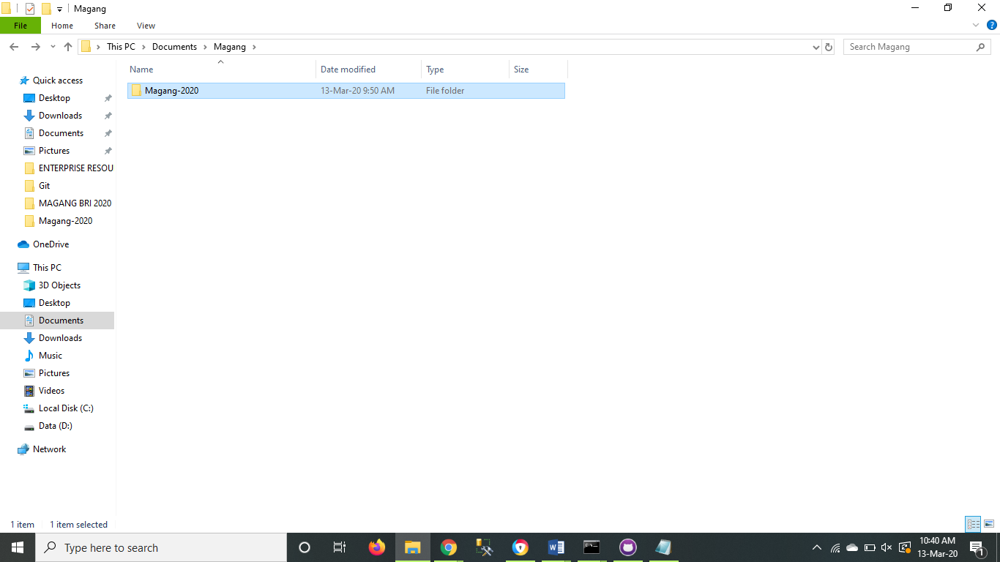 Magang
File Home Share View
This PC Documents Magang
Search Magang
Name Date modified Type Size
Magang-2020 13-Mar-20 9:50 AM File folder
Quick access
Desktop
Downloads
Documents
Pictures
ENTERPRISE RESOU
Git
MAGANG BRI 2020
Magang-2020
OneDrive
This PC
3D Objects
Desktop
Documents
Downloads
Music
Pictures
Videos
Local Disk (C:)
Data (D:)
Network
1 item 1 item selected
Type here to search
10:40 AM
13-Mar-20
1